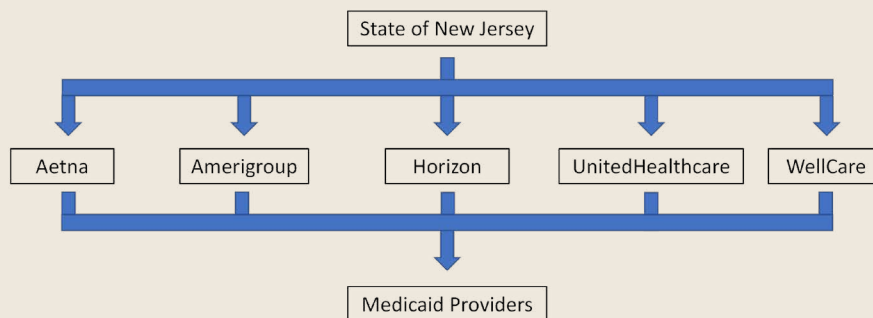 State of New Jersey
Aetna
Amerigroup
Horizon
UnitedHealthcare
WellCare
Medicaid Providers